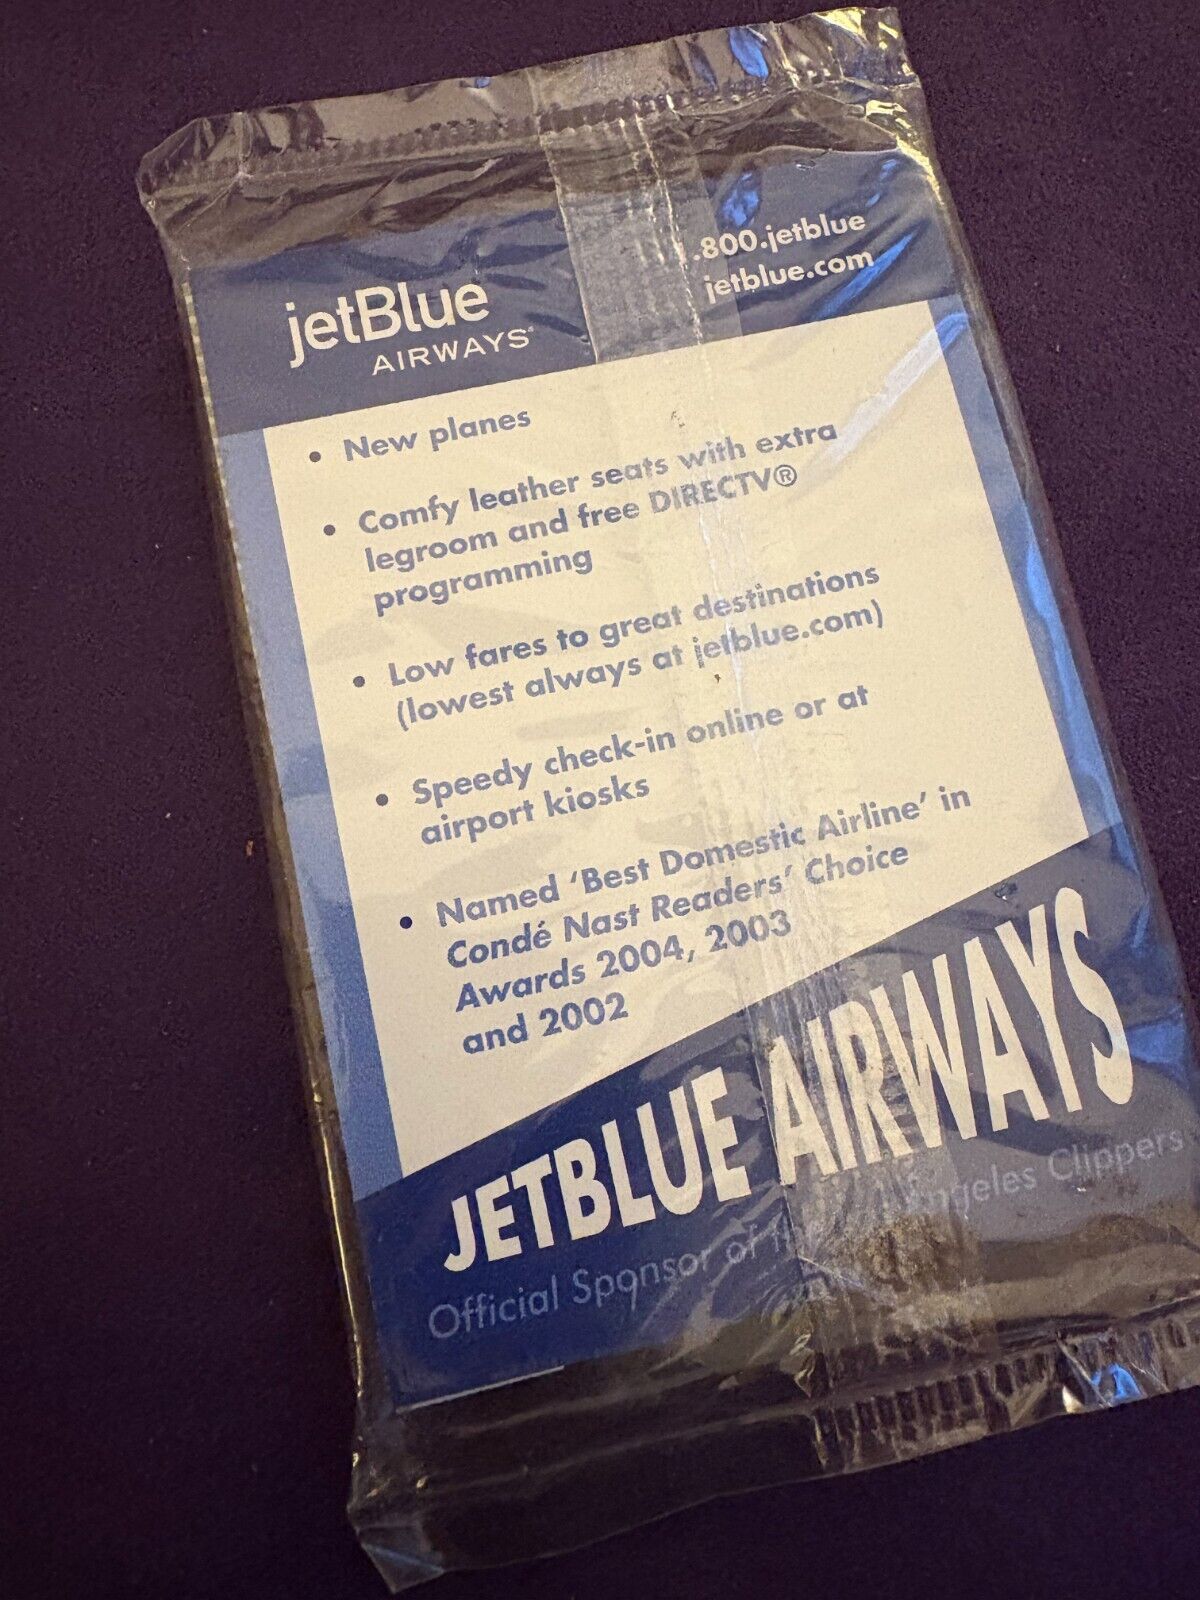 jetBlue
AIRWAYS®
.800.jetblue
jetblue.com
• New planes
• Comfy leather seats with extra
legroom and free DIRECTV®
programming
• Low fares to great destinations
(lowest always at jetblue.com)
• Speedy check-in online or at
airport kiosks
• Named ‘Best Domestic Airline’ in
Condé Nast Readers’ Choice
Awards 2004, 2003
and 2002
JETBLUE AIRWAYS
Official Sponsor of Angeles Clippers